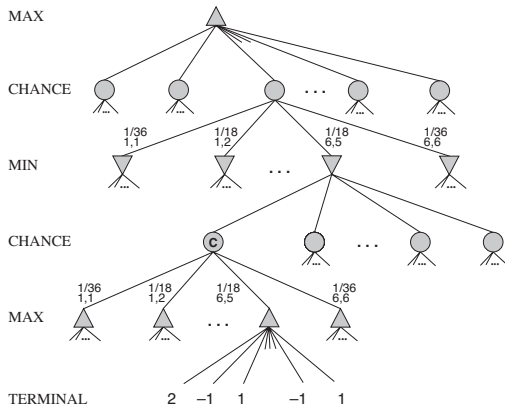 MAX
CHANCE
...
... ... ... ... ...
1/36 1/18 1/18 1/36
1,1 1,2 6,5 6,6
MIN
...
... ... ... ...
CHANCE C ...
... ... ...
1/36 1/18 1/18 1/36
1,1 1,2 6,5 6,6
MAX
...
... ... ...
TERMINAL 2 –1 1 –1 1